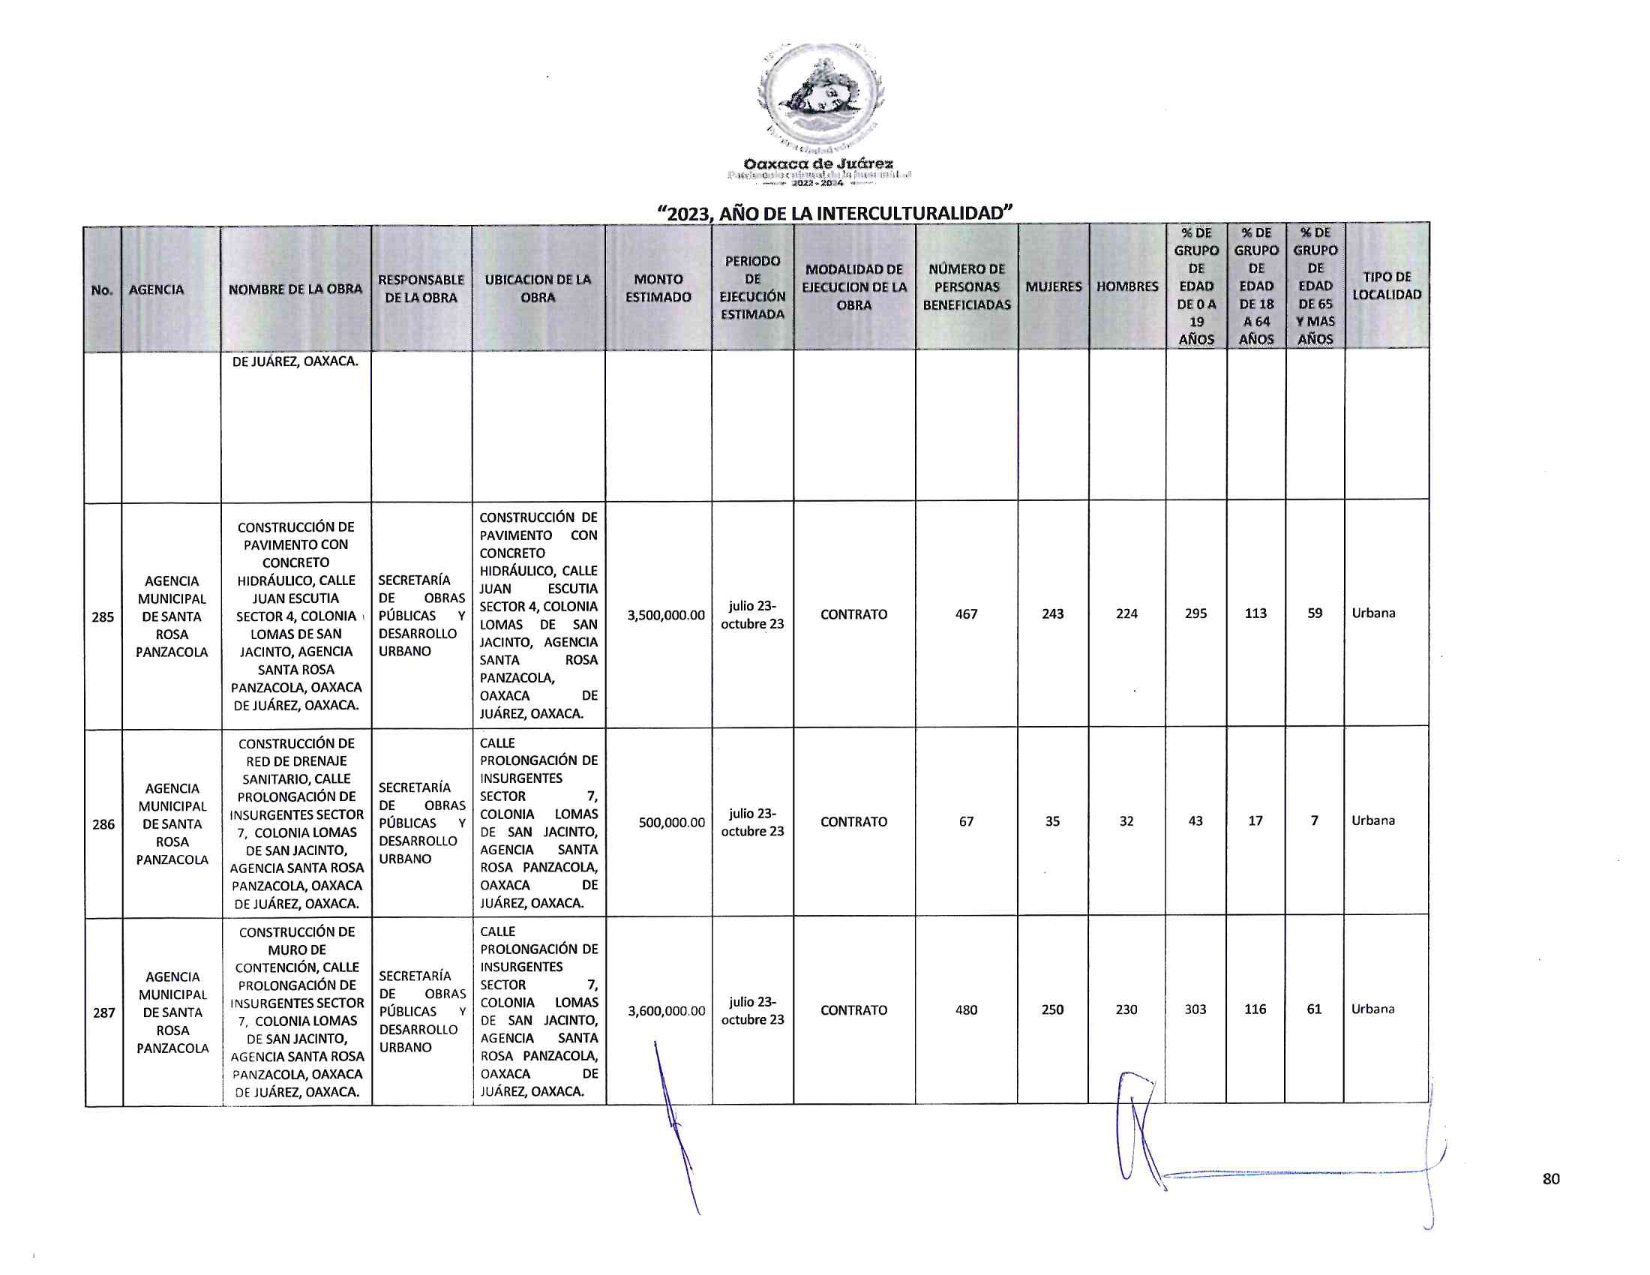 Oaxaca de Juárez
Patrimonio cultural de la humanidad
2022-2024
“2023, AÑO DE LA INTERCULTURALIDAD”
No.
AGENCIA
NOMBRE DE LA OBRA
RESPONSABLE
DE LA OBRA
UBICACION DE LA
OBRA
MONTO
ESTIMADO
PERIODO
DE
EJECUCIÓN
ESTIMADA
MODALIDAD DE
EJECUCION DE LA
OBRA
NÚMERO DE
PERSONAS
BENEFICIADAS
MUJERES
HOMBRES
% DE
GRUPO
DE
EDAD
DE 0 A
19
AÑOS
% DE
GRUPO
DE
EDAD
DE 18
A 64
AÑOS
% DE
GRUPO
DE
EDAD
DE 65
Y MAS
AÑOS
TIPO DE
LOCALIDAD
DE JUÁREZ, OAXACA.
285
AGENCIA
MUNICIPAL
DE SANTA
ROSA
PANZACOLA
CONSTRUCCIÓN DE
PAVIMENTO CON
CONCRETO
HIDRÁULICO, CALLE
JUAN ESCUTIA
SECTOR 4, COLONIA
LOMAS DE SAN
JACINTO, AGENCIA
SANTA ROSA
PANZACOLA, OAXACA
DE JUÁREZ, OAXACA.
SECRETARÍA
DE OBRAS
PÚBLICAS Y
DESARROLLO
URBANO
CONSTRUCCIÓN DE
PAVIMENTO CON
CONCRETO
HIDRÁULICO, CALLE
JUAN ESCUTIA
SECTOR 4, COLONIA
LOMAS DE SAN
JACINTO, AGENCIA
SANTA ROSA
PANZACOLA,
OAXACA DE
JUÁREZ, OAXACA.
3,500,000.00
julio 23-
octubre 23
CONTRATO
467
243
224
295
113
59
Urbana
286
AGENCIA
MUNICIPAL
DE SANTA
ROSA
PANZACOLA
CONSTRUCCIÓN DE
RED DE DRENAJE
SANITARIO, CALLE
PROLONGACIÓN DE
INSURGENTES SECTOR
7, COLONIA LOMAS
DE SAN JACINTO,
AGENCIA SANTA ROSA
PANZACOLA, OAXACA
DE JUÁREZ, OAXACA.
SECRETARÍA
DE OBRAS
PÚBLICAS Y
DESARROLLO
URBANO
CALLE
PROLONGACIÓN DE
INSURGENTES
SECTOR 7,
COLONIA LOMAS
DE SAN JACINTO,
AGENCIA SANTA
ROSA PANZACOLA,
OAXACA DE
JUÁREZ, OAXACA.
500,000.00
julio 23-
octubre 23
CONTRATO
67
35
32
43
17
7
Urbana
287
AGENCIA
MUNICIPAL
DE SANTA
ROSA
PANZACOLA
CONSTRUCCIÓN DE
MURO DE
CONTENCIÓN, CALLE
PROLONGACIÓN DE
INSURGENTES SECTOR
7, COLONIA LOMAS
DE SAN JACINTO,
AGENCIA SANTA ROSA
PANZACOLA, OAXACA
DE JUÁREZ, OAXACA.
SECRETARÍA
DE OBRAS
PÚBLICAS Y
DESARROLLO
URBANO
CALLE
PROLONGACIÓN DE
INSURGENTES
SECTOR 7,
COLONIA LOMAS
DE SAN JACINTO,
AGENCIA SANTA
ROSA PANZACOLA,
OAXACA DE
JUÁREZ, OAXACA.
3,600,000.00
julio 23-
octubre 23
CONTRATO
480
250
230
303
116
61
Urbana
80